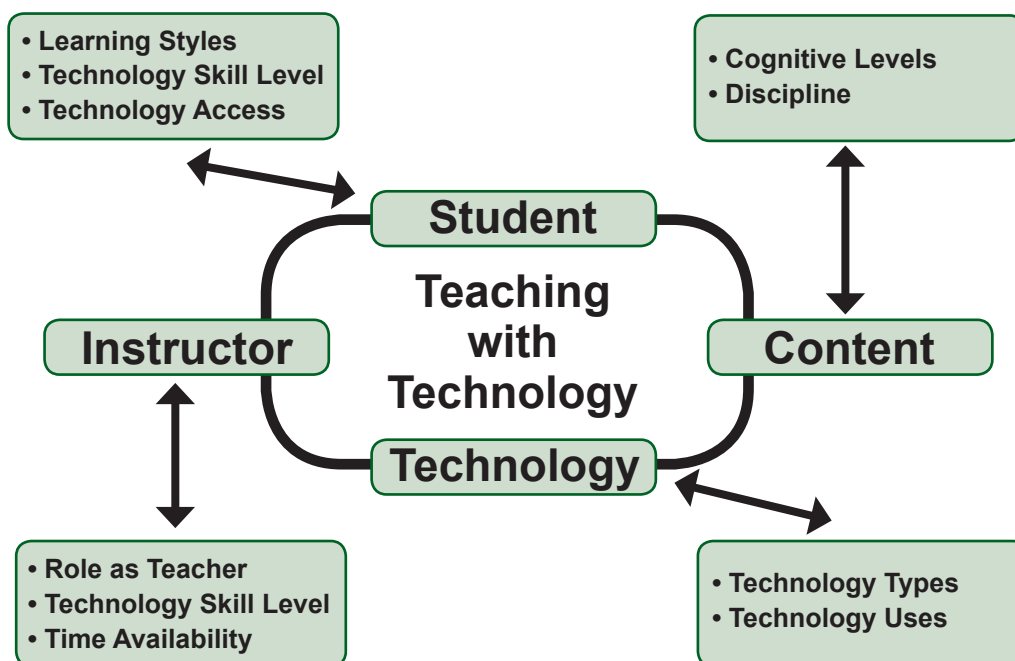 • Learning Styles
• Technology Skill Level
• Technology Access
• Cognitive Levels
• Discipline
Student
Teaching
with
Technology
Instructor
Content
Technology
• Role as Teacher
• Technology Skill Level
• Time Availability
• Technology Types
• Technology Uses